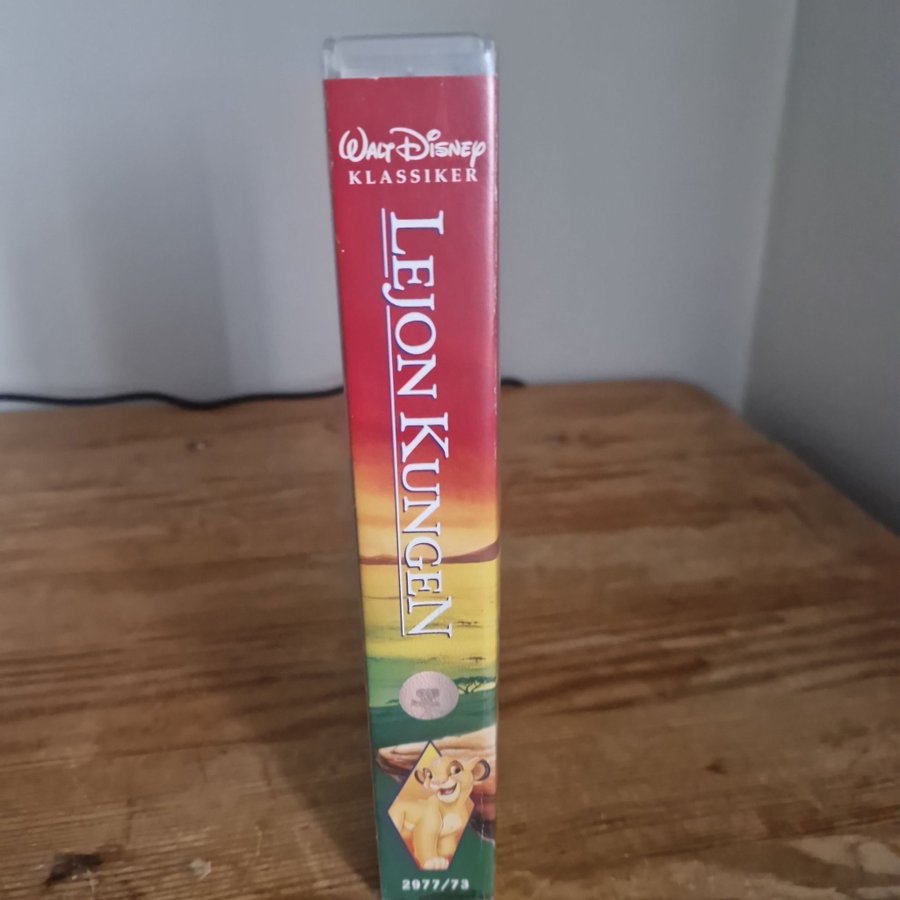 WALT DISNEY
KLASSIKER
LEJON KUNGEN
2977/73